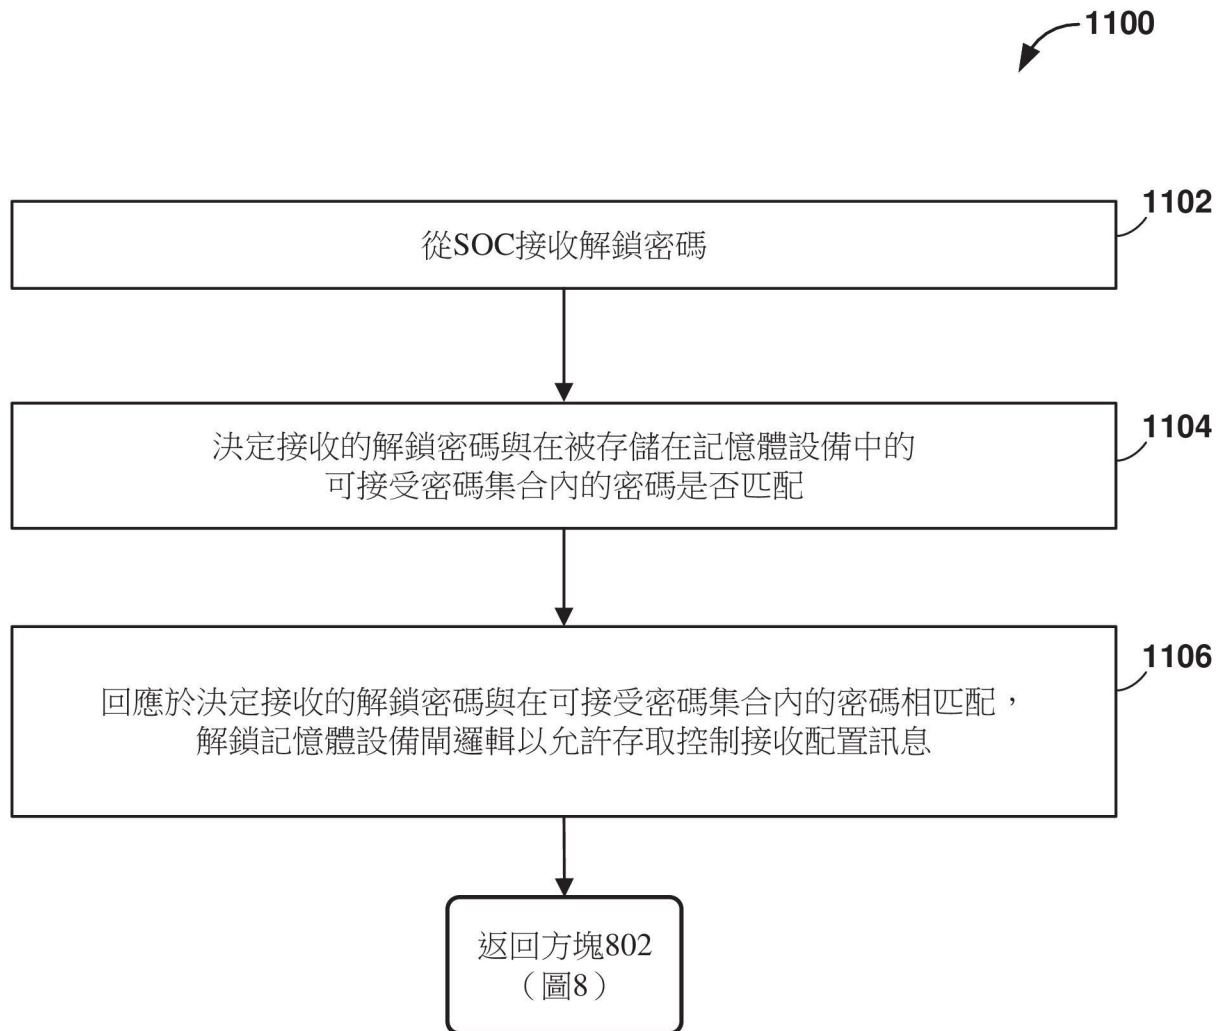 1100
1102
從SOC接收解鎖密碼
1104
決定接收的解鎖密碼與在被存儲在記憶體設備中的
可接受密碼集合內的密碼是否匹配
1106
回應於決定接收的解鎖密碼與在可接受密碼集合內的密碼相匹配，
解鎖記憶體設備閘邏輯以允許存取控制接收配置訊息
返回方塊802
（圖8）